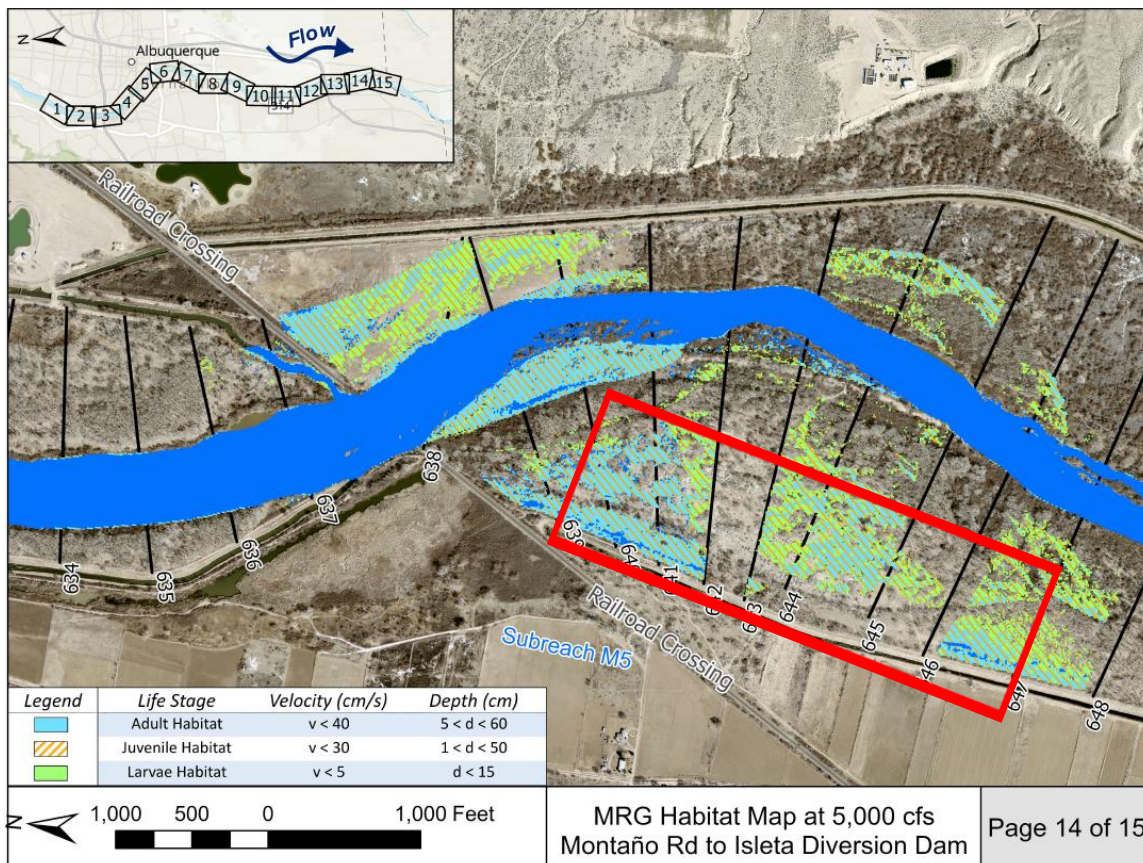 N
Albuquerque
Flow
1
2
3
4
5
6
7
8
9
10
11
12
13
14
15
314
Railroad Crossing
634
635
636
637
638
642
644
645
647
648
Railroad Crossing
Subreach M5
Legend Life Stage Velocity (cm/s) Depth (cm)
Adult Habitat v < 40 5 < d < 60
Juvenile Habitat v < 30 1 < d < 50
Larvae Habitat v < 5 d < 15
N
1,000 500 0 1,000 Feet
MRG Habitat Map at 5,000 cfs
Montaño Rd to Isleta Diversion Dam
Page 14 of 15